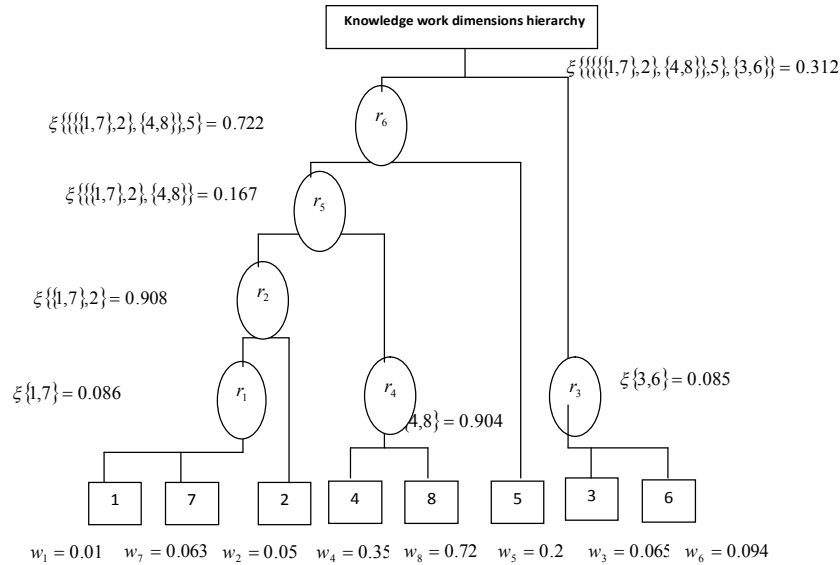 Knowledge work dimensions hierarchy
ξ{{{{{1,7},2},{4,8}},5},{3,6}} = 0.312
ξ{{{{1,7},2},{4,8}},5} = 0.722
r₆
ξ{{{1,7},2},{4,8}} = 0.167
r₅
ξ{{1,7},2} = 0.908
r₂
ξ{1,7} = 0.086
r₁
r₄
{4,8} = 0.904
r₃
ξ{3,6} = 0.085
1 7 2 4 8 5 3 6
w₁ = 0.01 w₇ = 0.063 w₂ = 0.05 w₄ = 0.35 w₈ = 0.72 w₅ = 0.2 w₃ = 0.065 w₆ = 0.094